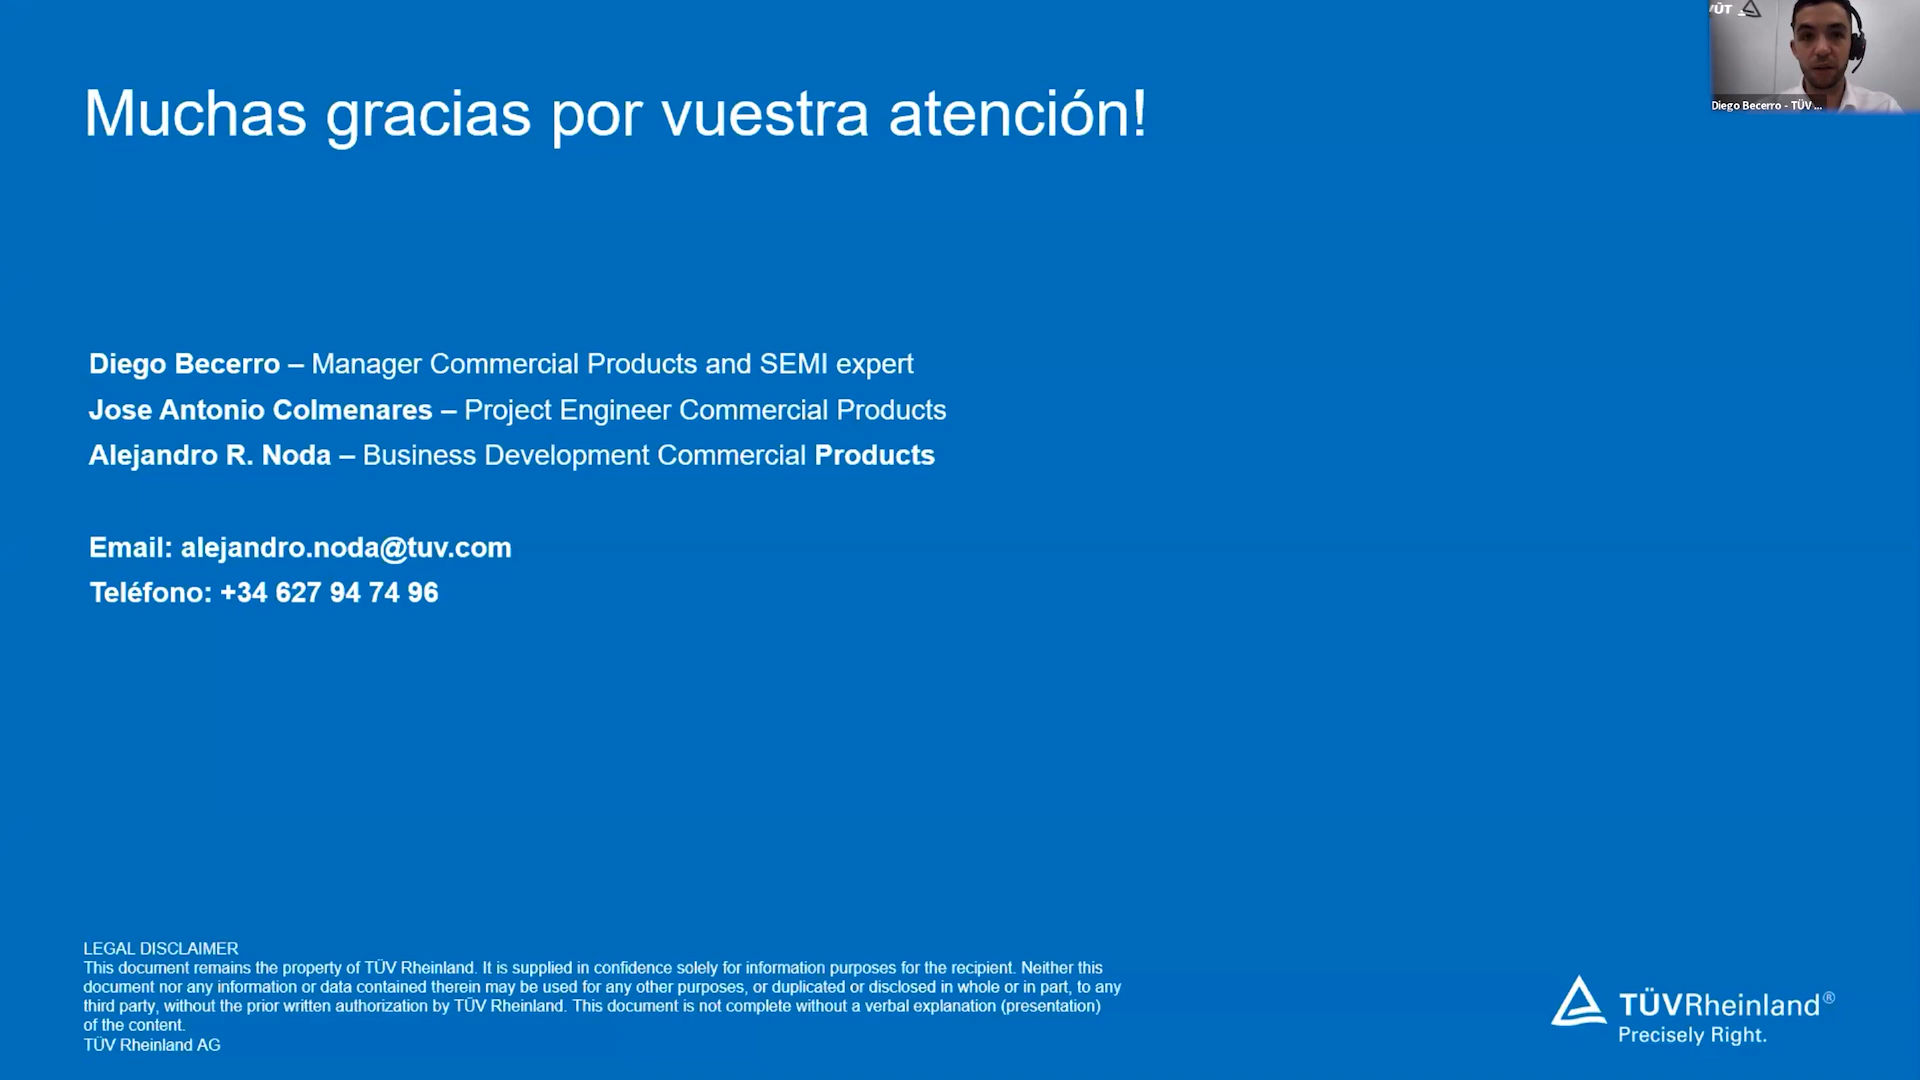 Muchas gracias por vuestra atención!
Diego Becerro - TÜV ...
Diego Becerro – Manager Commercial Products and SEMI expert
Jose Antonio Colmenares – Project Engineer Commercial Products
Alejandro R. Noda – Business Development Commercial Products
Email: alejandro.noda@tuv.com
Teléfono: +34 627 94 74 96
LEGAL DISCLAIMER
This document remains the property of TÜV Rheinland. It is supplied in confidence solely for information purposes for the recipient. Neither this
document nor any information or data contained therein may be used for any other purposes, or duplicated or disclosed in whole or in part, to any
third party, without the prior written authorization by TÜV Rheinland. This document is not complete without a verbal explanation (presentation)
of the content.
TÜV Rheinland AG
TÜVRheinland®
Precisely Right.